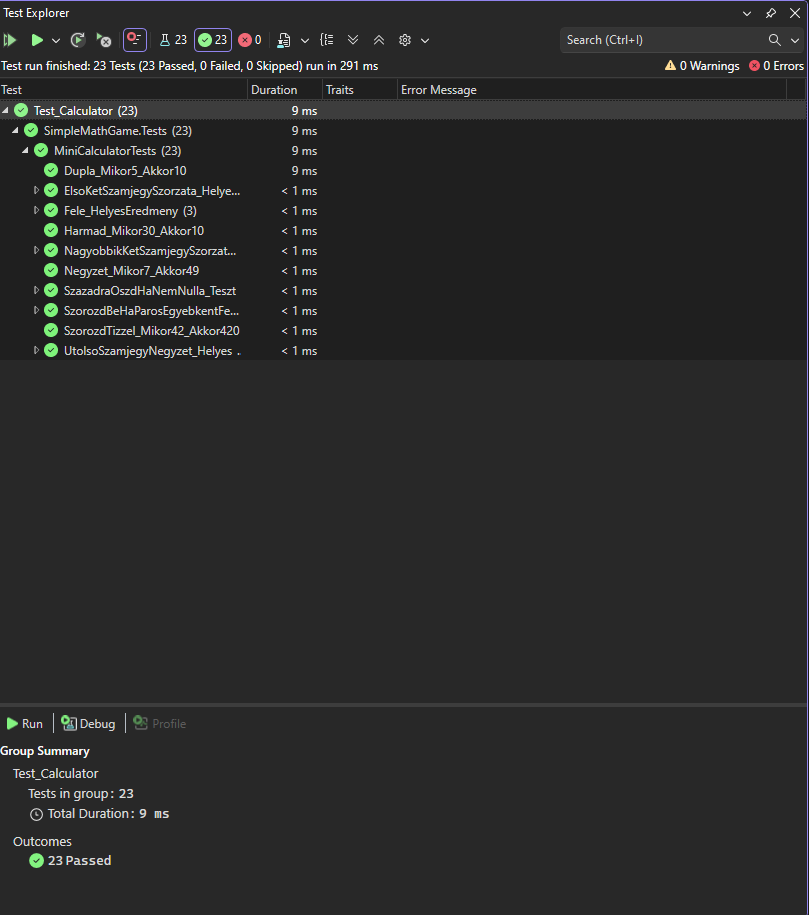 Test Explorer
23 23 0 Search (Ctrl+I)
Test run finished: 23 Tests (23 Passed, 0 Failed, 0 Skipped) run in 291 ms 0 Warnings 0 Errors
Test Duration Traits Error Message
Test_Calculator (23) 9 ms
SimpleMathGame.Tests (23) 9 ms
MiniCalculatorTests (23) 9 ms
Dupla_Mikor5_Akkor10 9 ms
ElsoKetSzamjegySzorzata_Helye... < 1 ms
Fele_HelyesEredmeny (3) < 1 ms
Harmad_Mikor30_Akkor10 < 1 ms
NagyobbikKetSzamjegySzorzat... < 1 ms
Negyzet_Mikor7_Akkor49 < 1 ms
SzazadraOszdHaNemNulla_Teszt < 1 ms
SzorozdBeHaParosEgyebkentFe... < 1 ms
SzorozdTizzel_Mikor42_Akkor420 < 1 ms
UtolsoSzamjegyNegyzet_Helyes .. < 1 ms
Run Debug Profile
Group Summary
Test_Calculator
Tests in group: 23
Total Duration: 9 ms
Outcomes
23 Passed